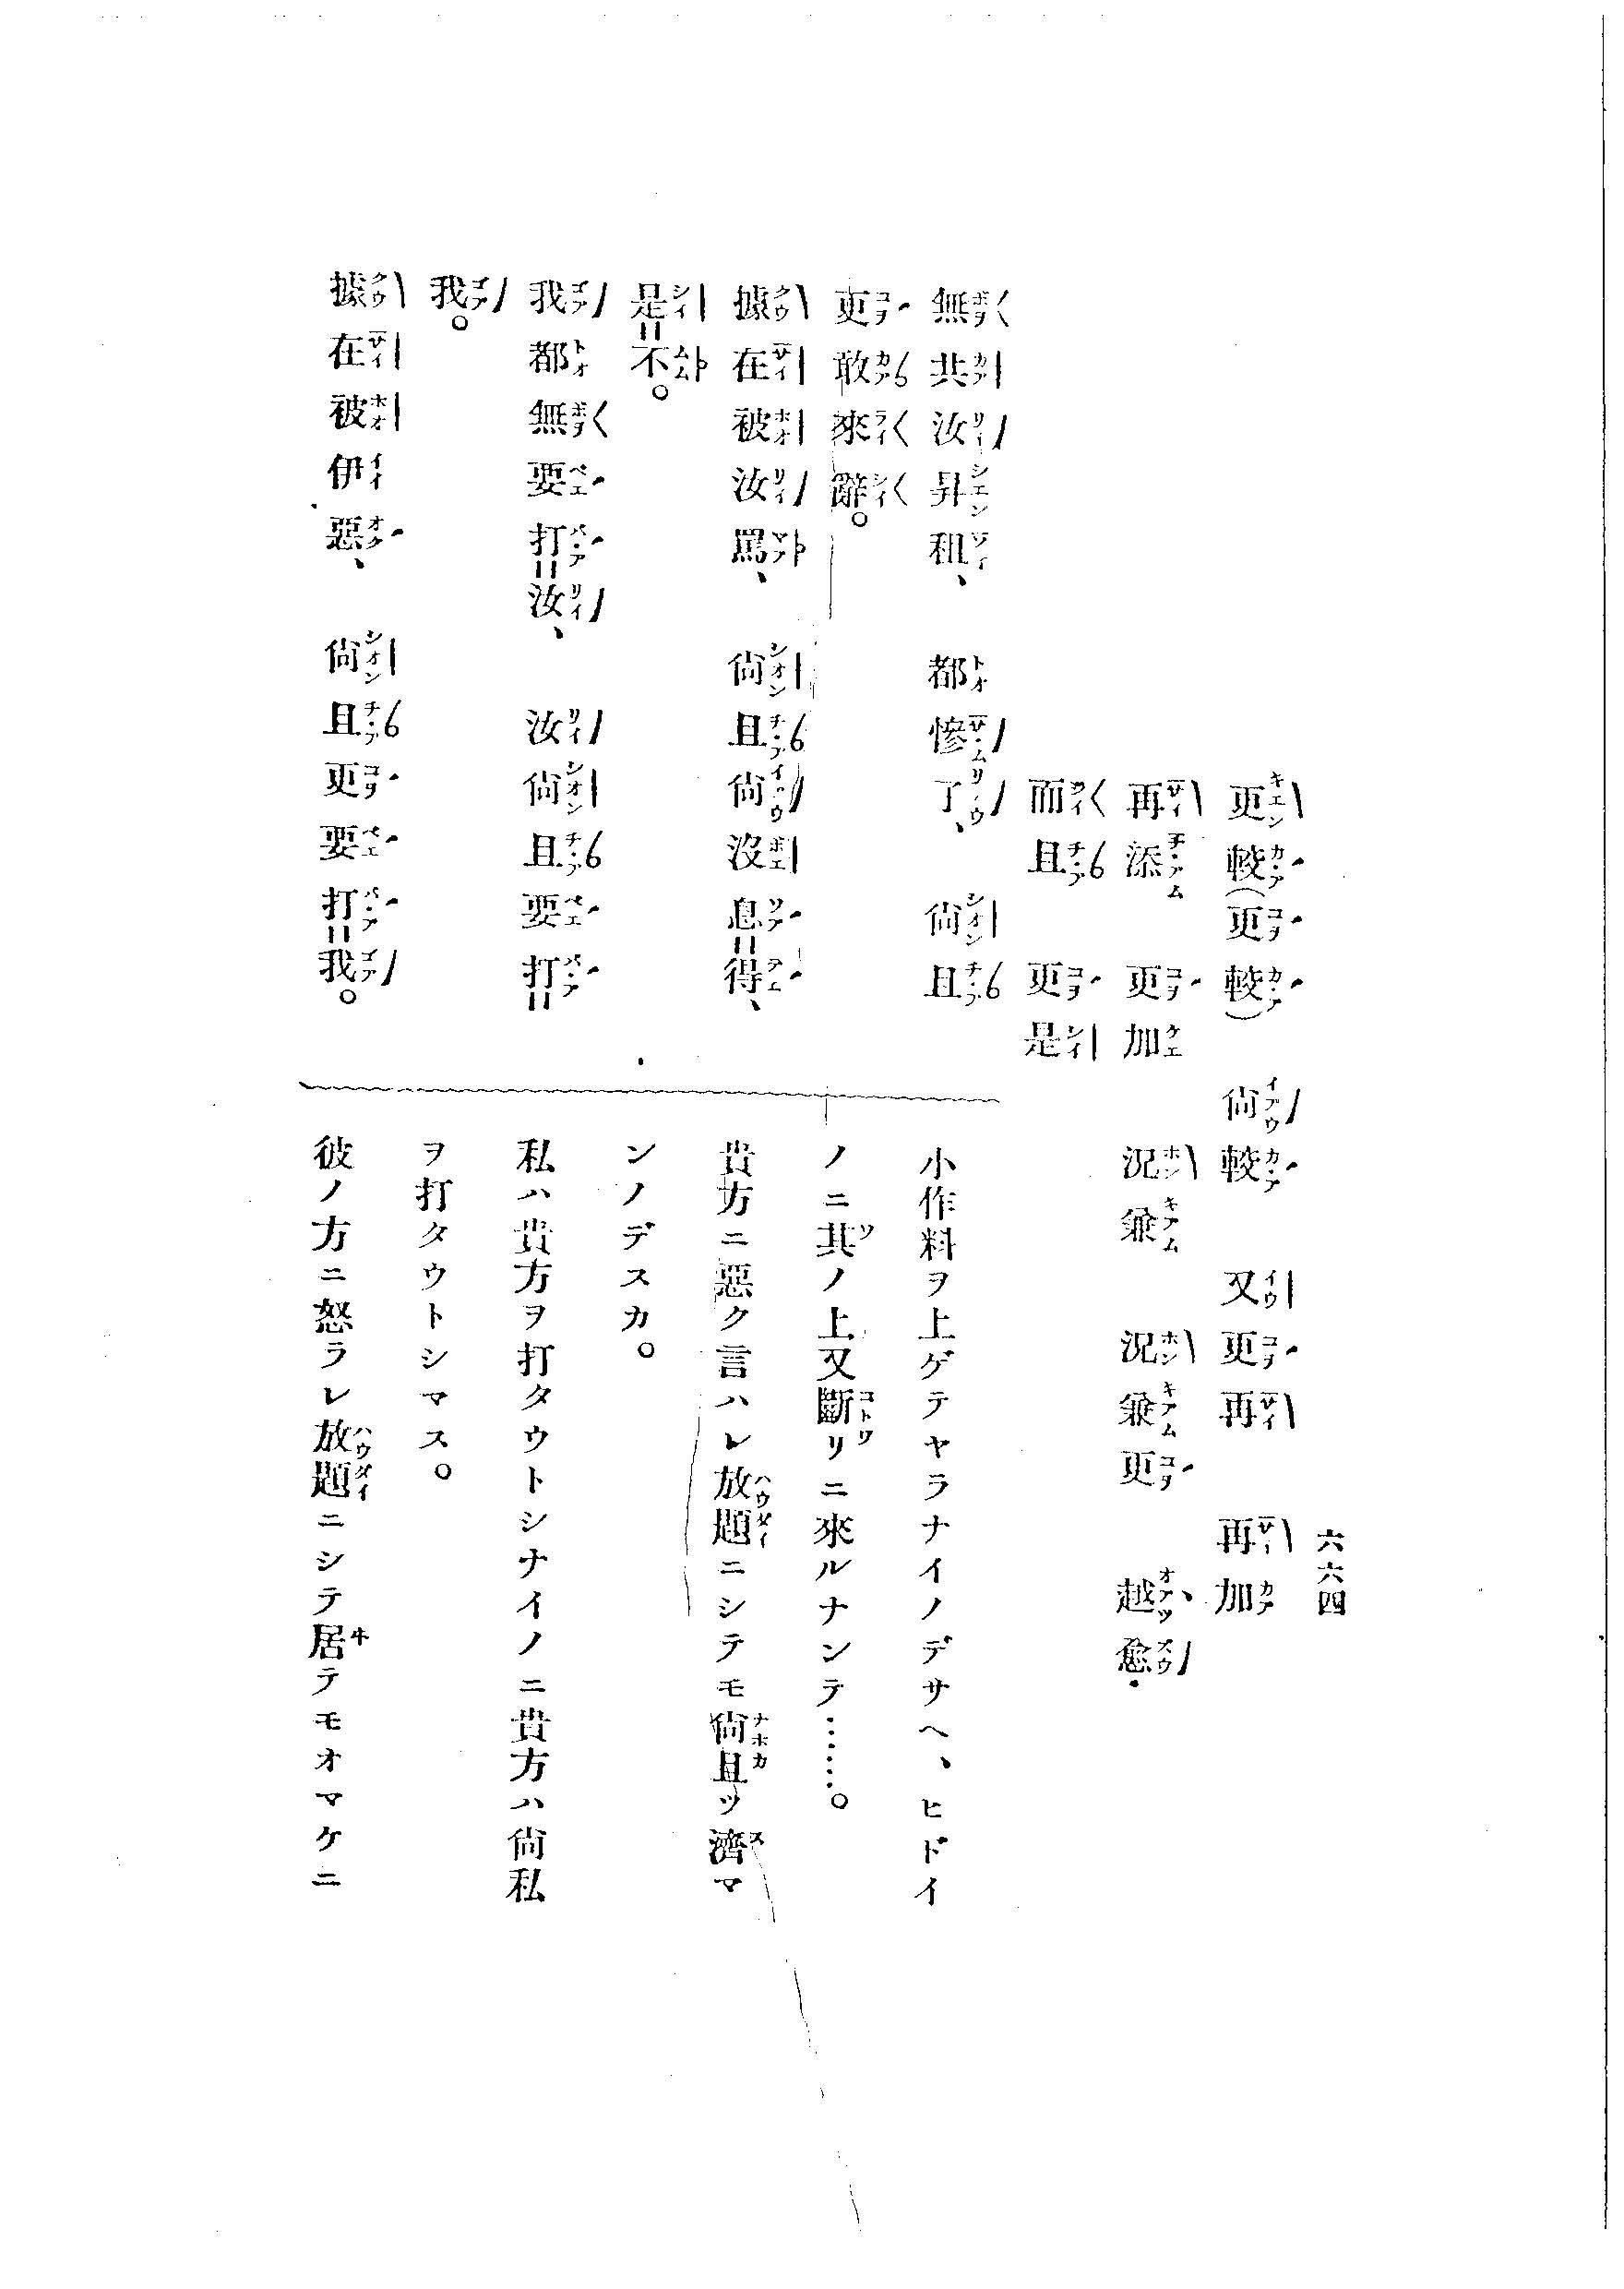 六六四
更較(更較) 尙較 又更再 再加
再添 更加 況兼 況兼更 越愈
而且 更是
無共汝昇租、都慘了、尙且
更敢來辭。
據在被汝罵、尙且尙沒息＝得、
是＝不。
我都無要打＝汝、汝尙且要打＝
我。
據在被伊惡、尙且更要打＝我。
小作料ヲ上ゲテヤラナイノデサヘ、ヒドイ
ノニ其ノ上又斷リニ來ルナンテ……。
貴方ニ惡ク言ハレ放題ニシテモ尙且ツ濟マ
ンノデスカ。
私ハ貴方ヲ打タウトシナイノニ貴方ハ尙私
ヲ打タウトシマス。
彼ノ方ニ怒ラレ放題ニシテ居テモオマケニ